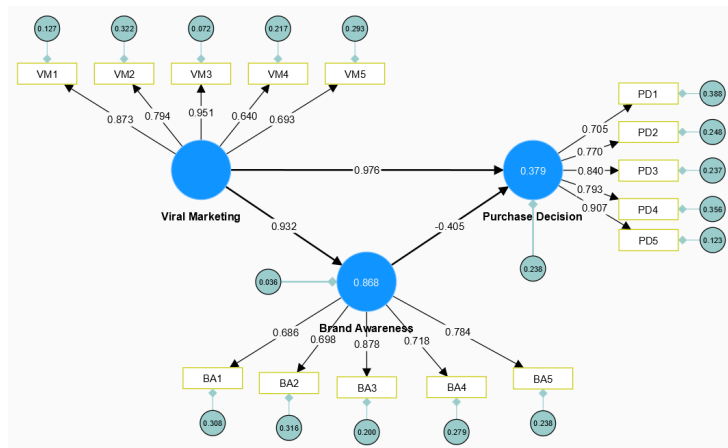 0.127
0.322
0.072
0.217
0.293
VM1
VM2
VM3
VM4
VM5
0.873
0.794
0.951
0.640
0.693
PD1
0.388
0.705
PD2
0.248
0.770
0.976
0.379
0.840
PD3
0.237
0.793
PD4
0.356
Viral Marketing
Purchase Decision
0.907
PD5
0.123
0.932
-0.405
0.238
0.036
0.868
Brand Awareness
0.686
0.698
0.878
0.718
0.784
BA1
BA2
BA3
BA4
BA5
0.308
0.316
0.200
0.279
0.238